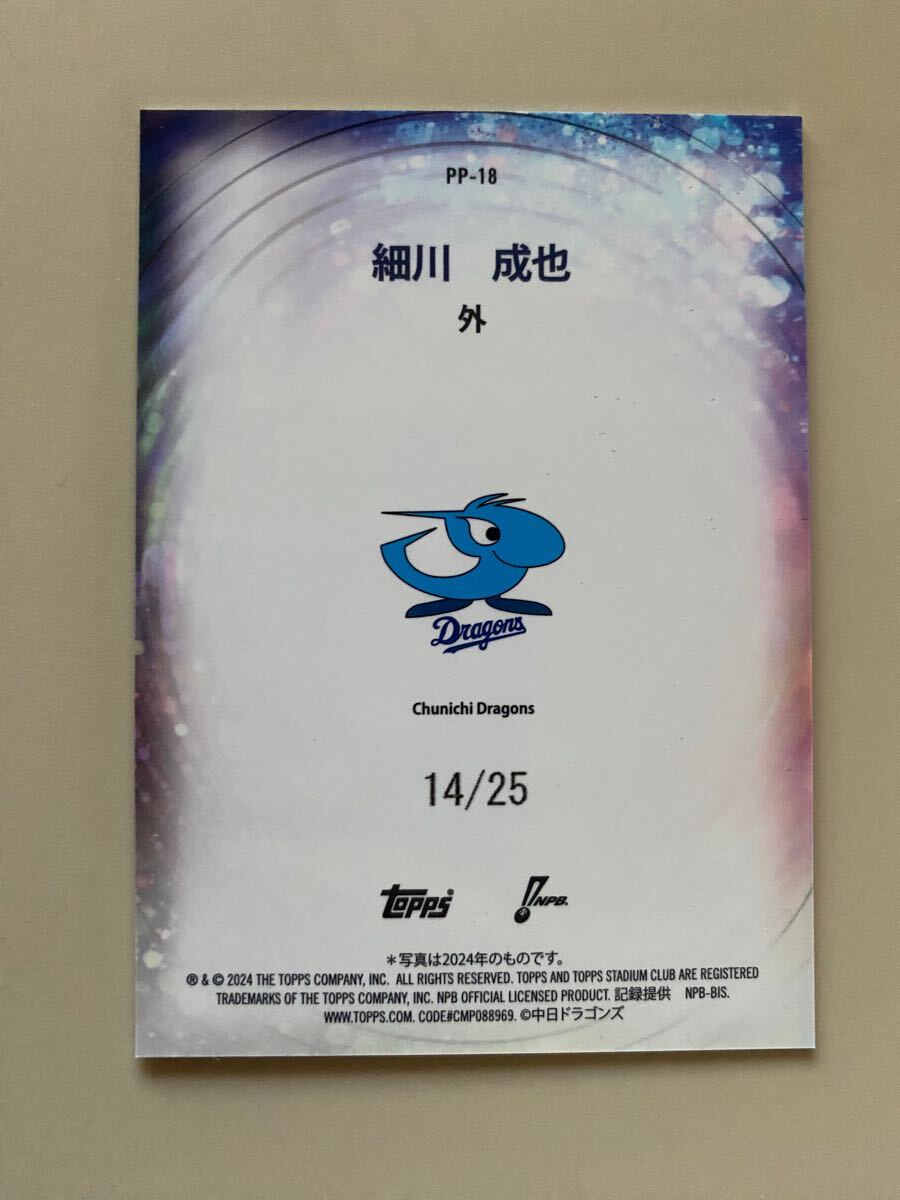 PP-18
細川 成也
外
Dragons
Chunichi Dragons
14/25
topps® NPB.
＊写真は2024年のものです。
® & © 2024 THE TOPPS COMPANY, INC. ALL RIGHTS RESERVED. TOPPS AND TOPPS STADIUM CLUB ARE REGISTERED
TRADEMARKS OF THE TOPPS COMPANY, INC. NPB OFFICIAL LICENSED PRODUCT. 記録提供 NPB-BIS.
WWW.TOPPS.COM. CODE#CMP088969. ©中日ドラゴンズ